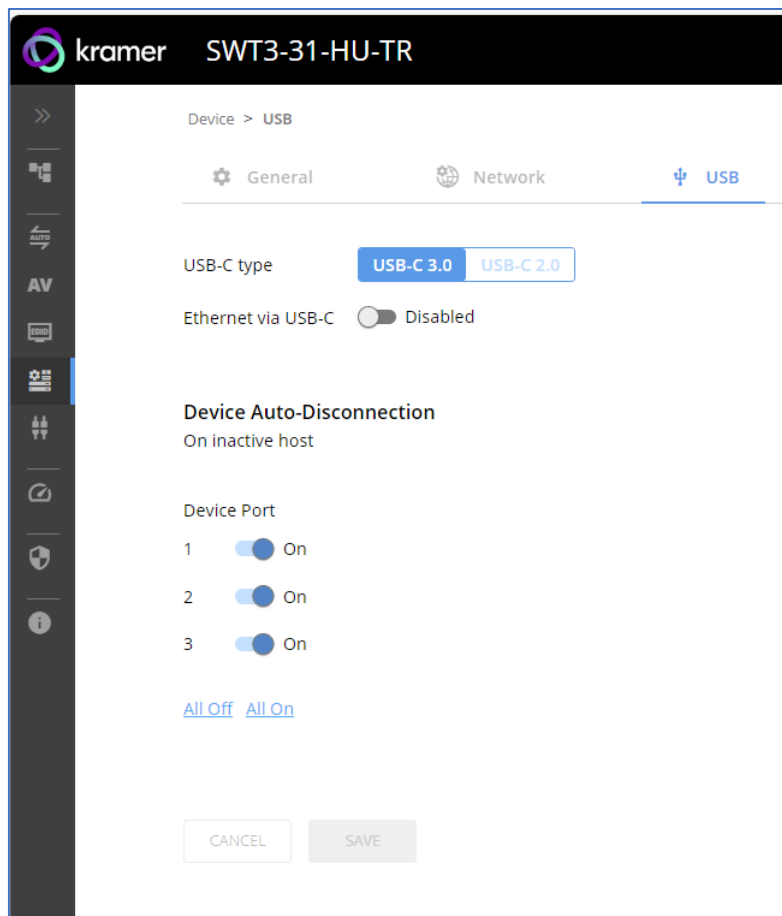 kramer SWT3-31-HU-TR
Device > USB
General Network USB
USB-C type USB-C 3.0 USB-C 2.0
AUTO
Ethernet via USB-C Disabled
AV
EDID
Device Auto-Disconnection
On inactive host
Device Port
1 On
2 On
3 On
All Off All On
CANCEL SAVE